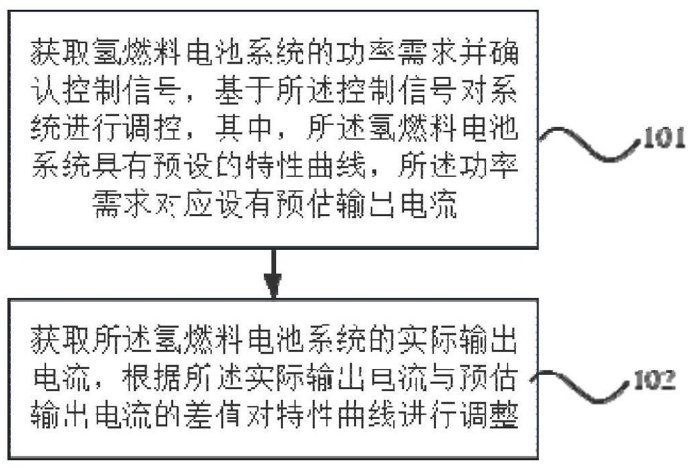 获取氢燃料电池系统的功率需求并确
认控制信号，基于所述控制信号对系
统进行调控，其中，所述氢燃料电池
系统具有预设的特性曲线，所述功率
需求对应设有预估输出电流
101
获取所述氢燃料电池系统的实际输出
电流，根据所述实际输出电流与预估
输出电流的差值对特性曲线进行调整
102